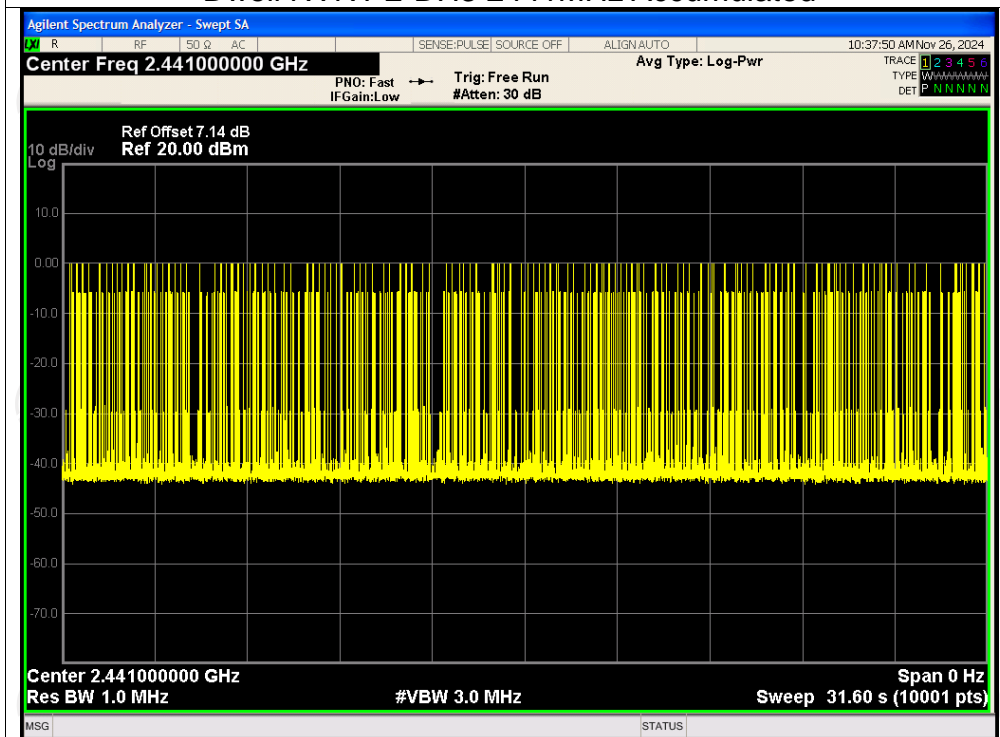 Agilent Spectrum Analyzer - Swept SA
LXI R RF 50 Ω AC SENSE:PULSE SOURCE OFF ALIGN AUTO 10:37:50 AM Nov 26, 2024
Center Freq 2.441000000 GHz
PNO: Fast
IFGain:Low
Trig: Free Run
#Atten: 30 dB
Avg Type: Log-Pwr
TRACE 1 2 3 4 5 6
TYPE WWWWWW
DET P N N N N N
Ref Offset 7.14 dB
10 dB/div Ref 20.00 dBm
Log
10.0
0.00
-10.0
-20.0
-30.0
-40.0
-50.0
-60.0
-70.0
Center 2.441000000 GHz Span 0 Hz
Res BW 1.0 MHz #VBW 3.0 MHz Sweep 31.60 s (10001 pts)
MSG STATUS